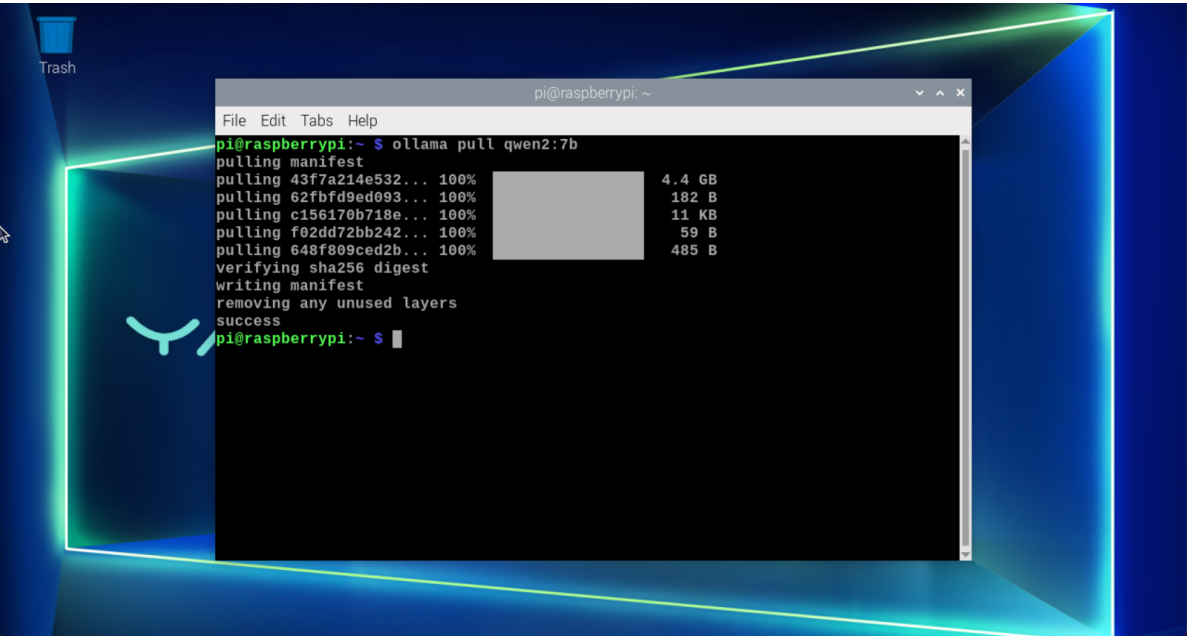 Trash
pi@raspberrypi: ~
File Edit Tabs Help
pi@raspberrypi:~ $ ollama pull qwen2:7b
pulling manifest
pulling 43f7a214e532... 100% 4.4 GB
pulling 62fbfd9ed093... 100% 182 B
pulling c156170b718e... 100% 11 KB
pulling f02dd72bb242... 100% 59 B
pulling 648f809ced2b... 100% 485 B
verifying sha256 digest
writing manifest
removing any unused layers
success
pi@raspberrypi:~ $